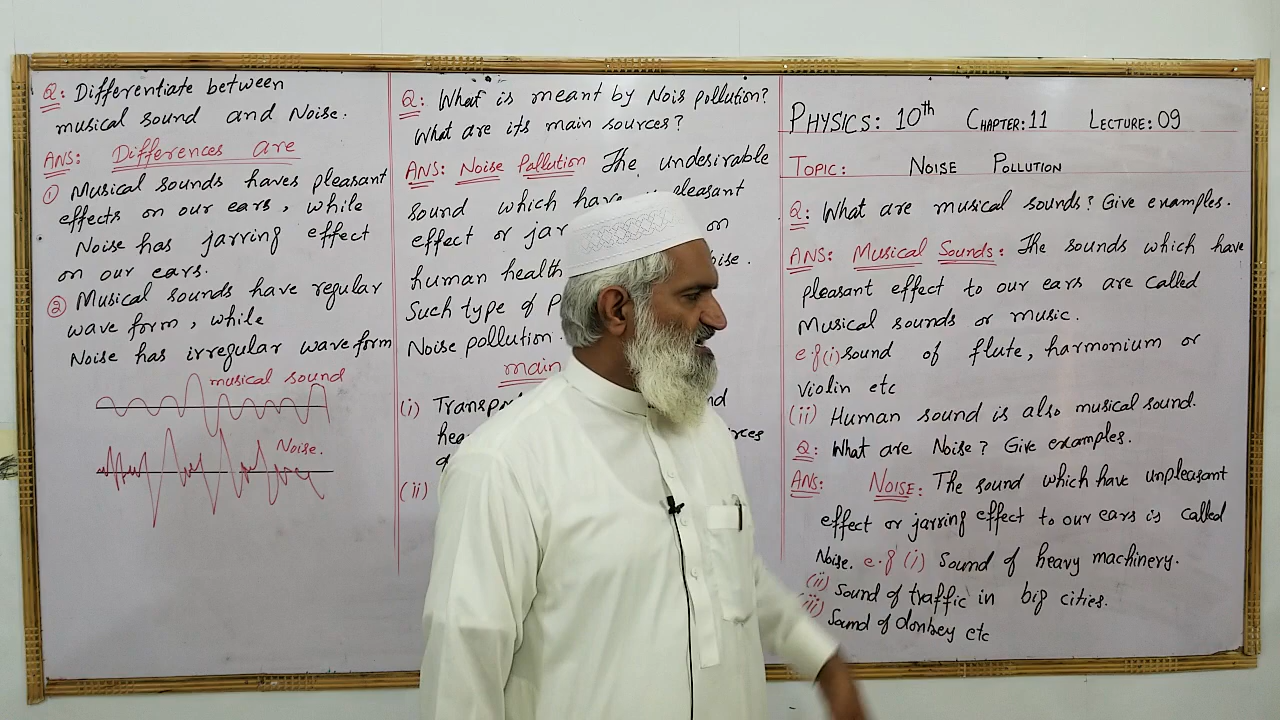 Q: Differentiate between
musical sound and Noise.
ANS: Differences are
① Musical sounds haves pleasant
effects on our ears, while
Noise has jarring effect
on our ears.
② Musical sounds have regular
wave form, while
Noise has irregular wave form
musical sound
Noise.
Q: What is meant by Nois pollution?
What are its main sources?
ANS: Noise Pallution The undesirable
sound which have pleasant
effect or jar on
human health
Such type of
Noise pollution.
main
(i)
(ii)
PHYSICS: 10th CHAPTER: 11 LECTURE: 09
TOPIC: NOISE POLLUTION
Q: What are musical sounds? Give examples.
ANS: Musical Sounds: The sounds which have
pleasant effect to our ears are called
Musical sounds or music.
e.g (i) sound of flute, harmonium or
violin etc
(ii) Human sound is also musical sound.
Q: What are Noise? Give examples.
ANS: NOISE: The sound which have unpleasant
effect or jarring effect to our ears is called
Noise. e.g (i) Sound of heavy machinery.
(ii) Sound of traffic in big cities.
(iii) Sound of donkey etc